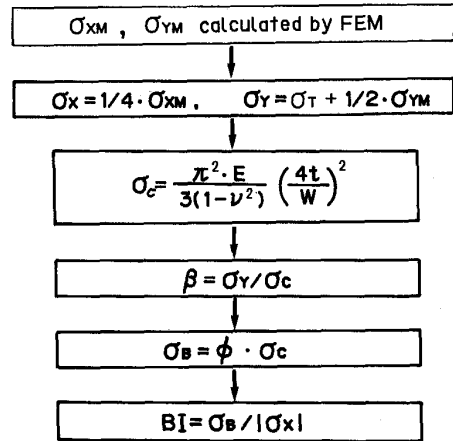 σXM , σYM calculated by FEM
σX = 1/4 · σXM , σY = σT + 1/2 · σYM
σC = π² · E / 3(1-ν²) (4t / W)²
β = σY / σC
σB = ϕ · σC
BI = σB / |σX|